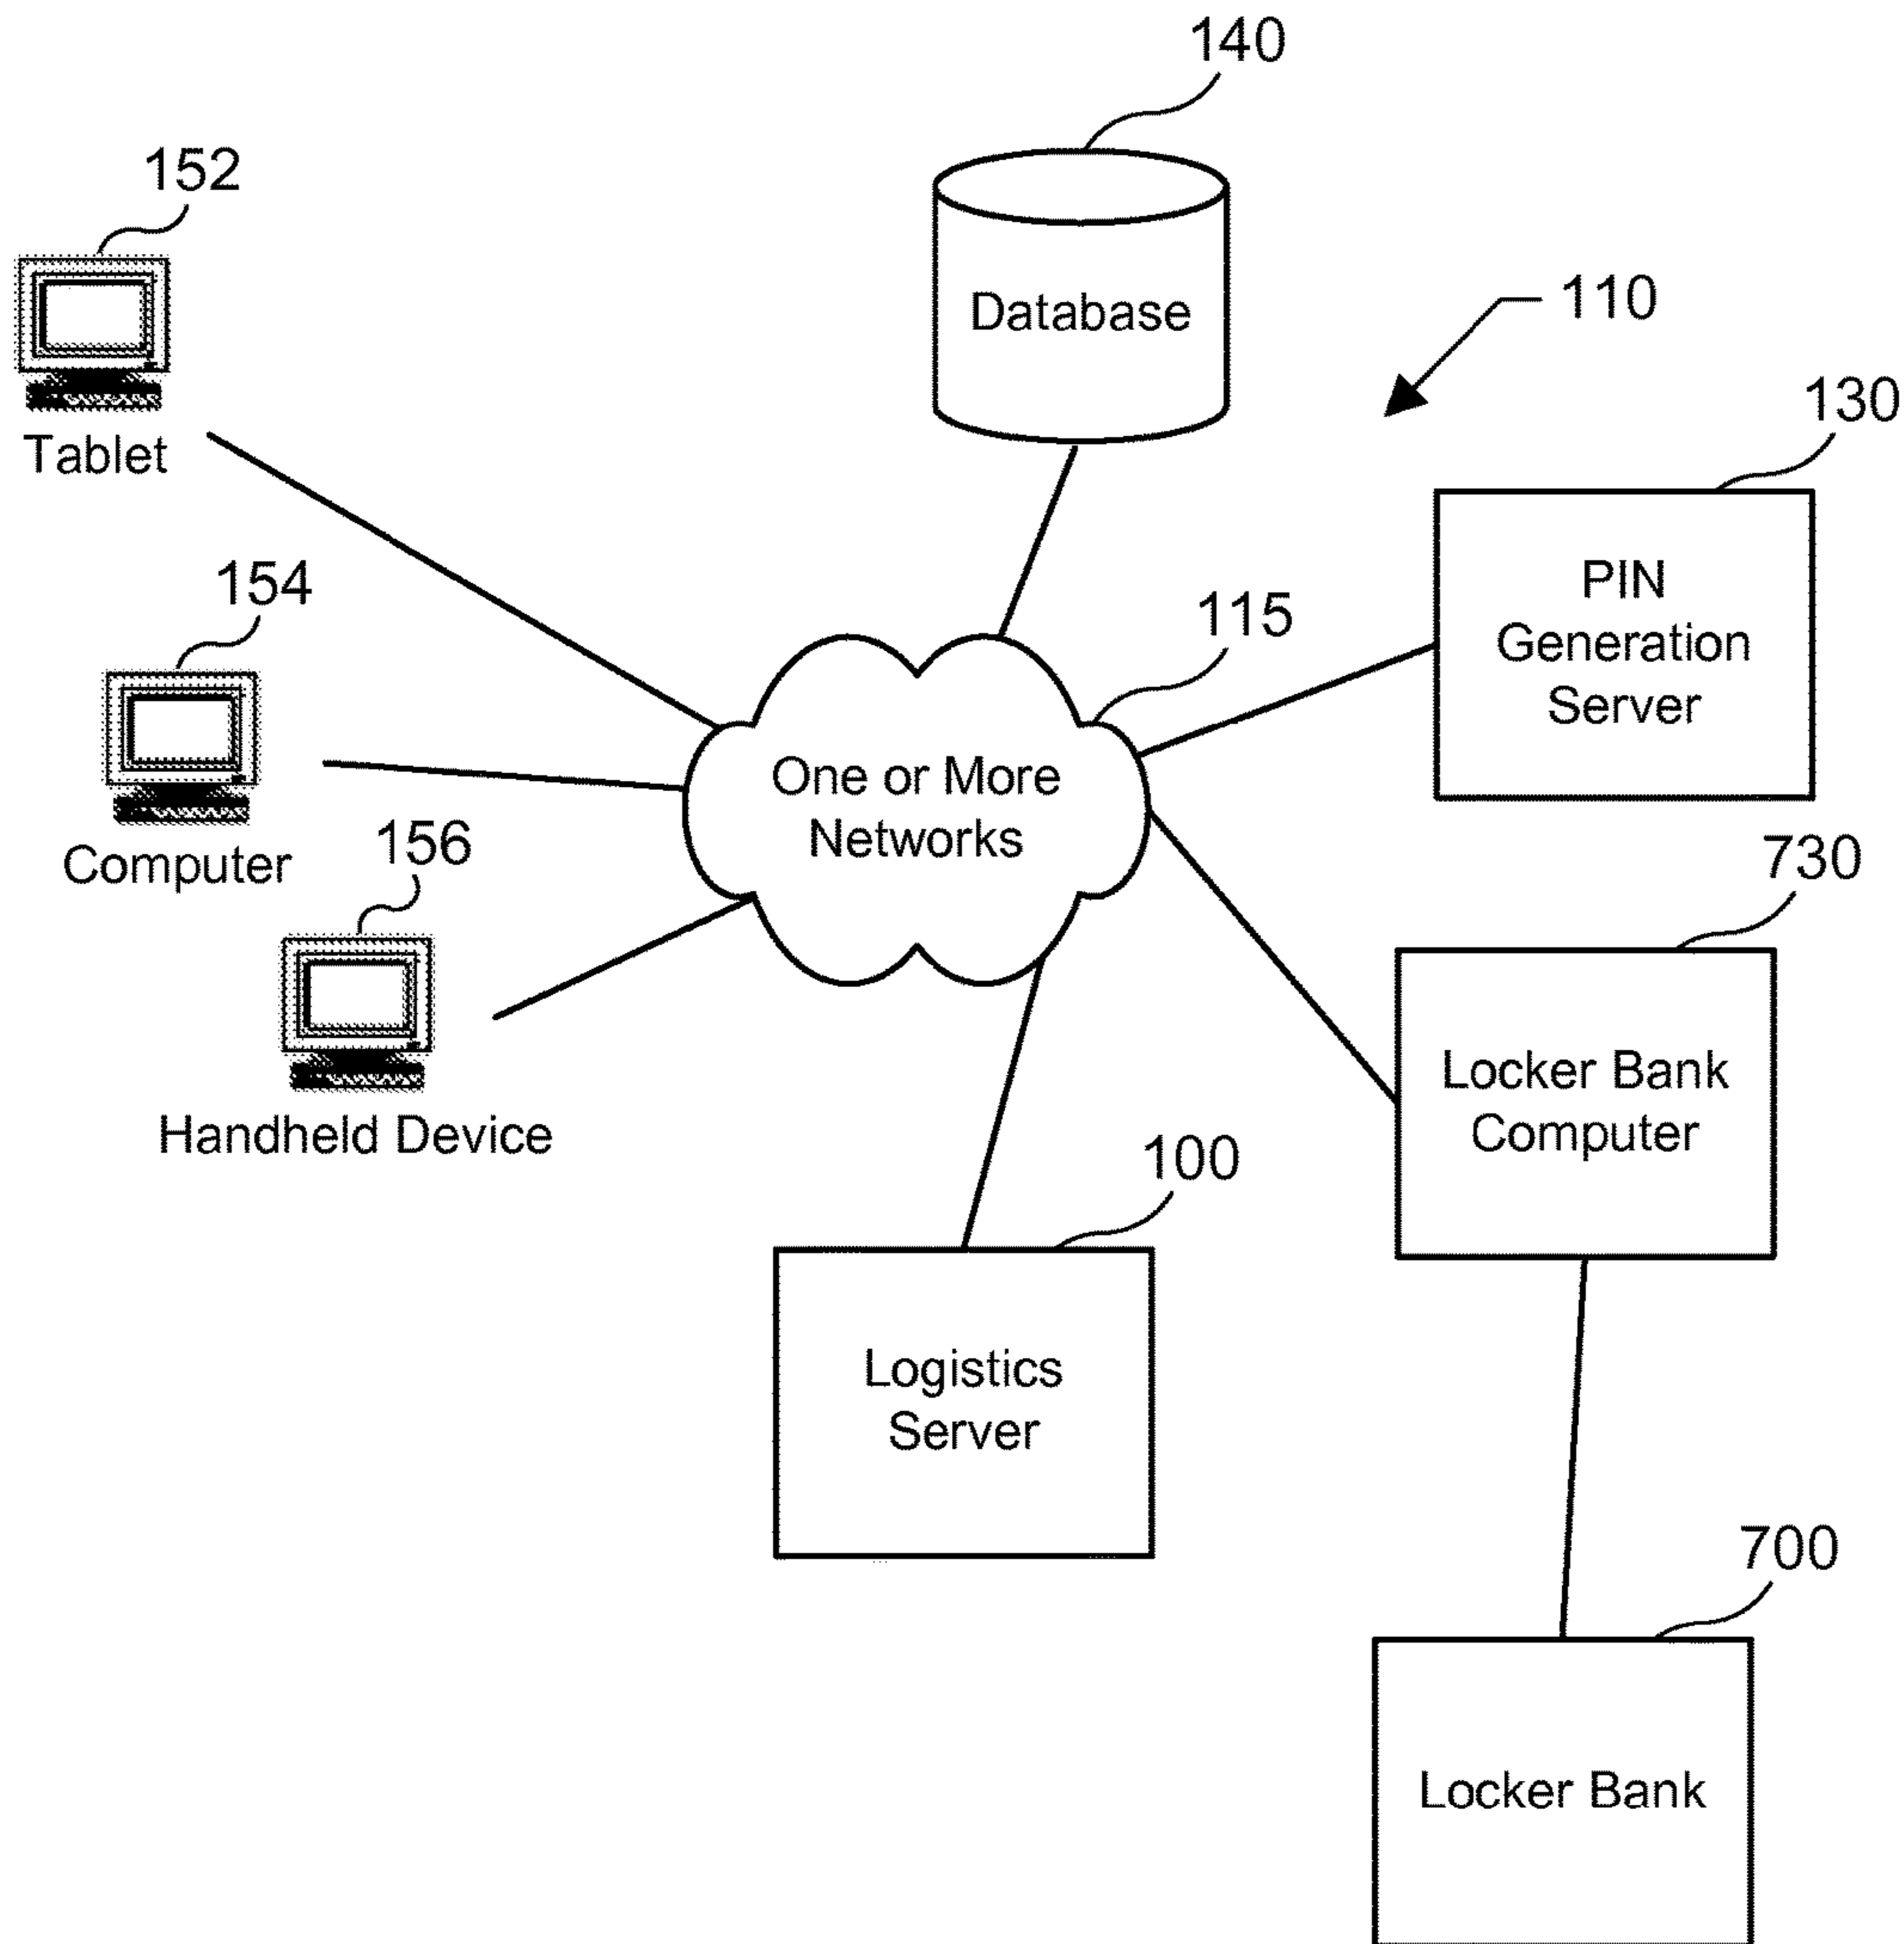 140
152
Database
110
Tablet
130
PIN
Generation
Server
154
115
One or More
Networks
Computer
156
730
Handheld Device
Locker Bank
Computer
100
Logistics
Server
700
Locker Bank